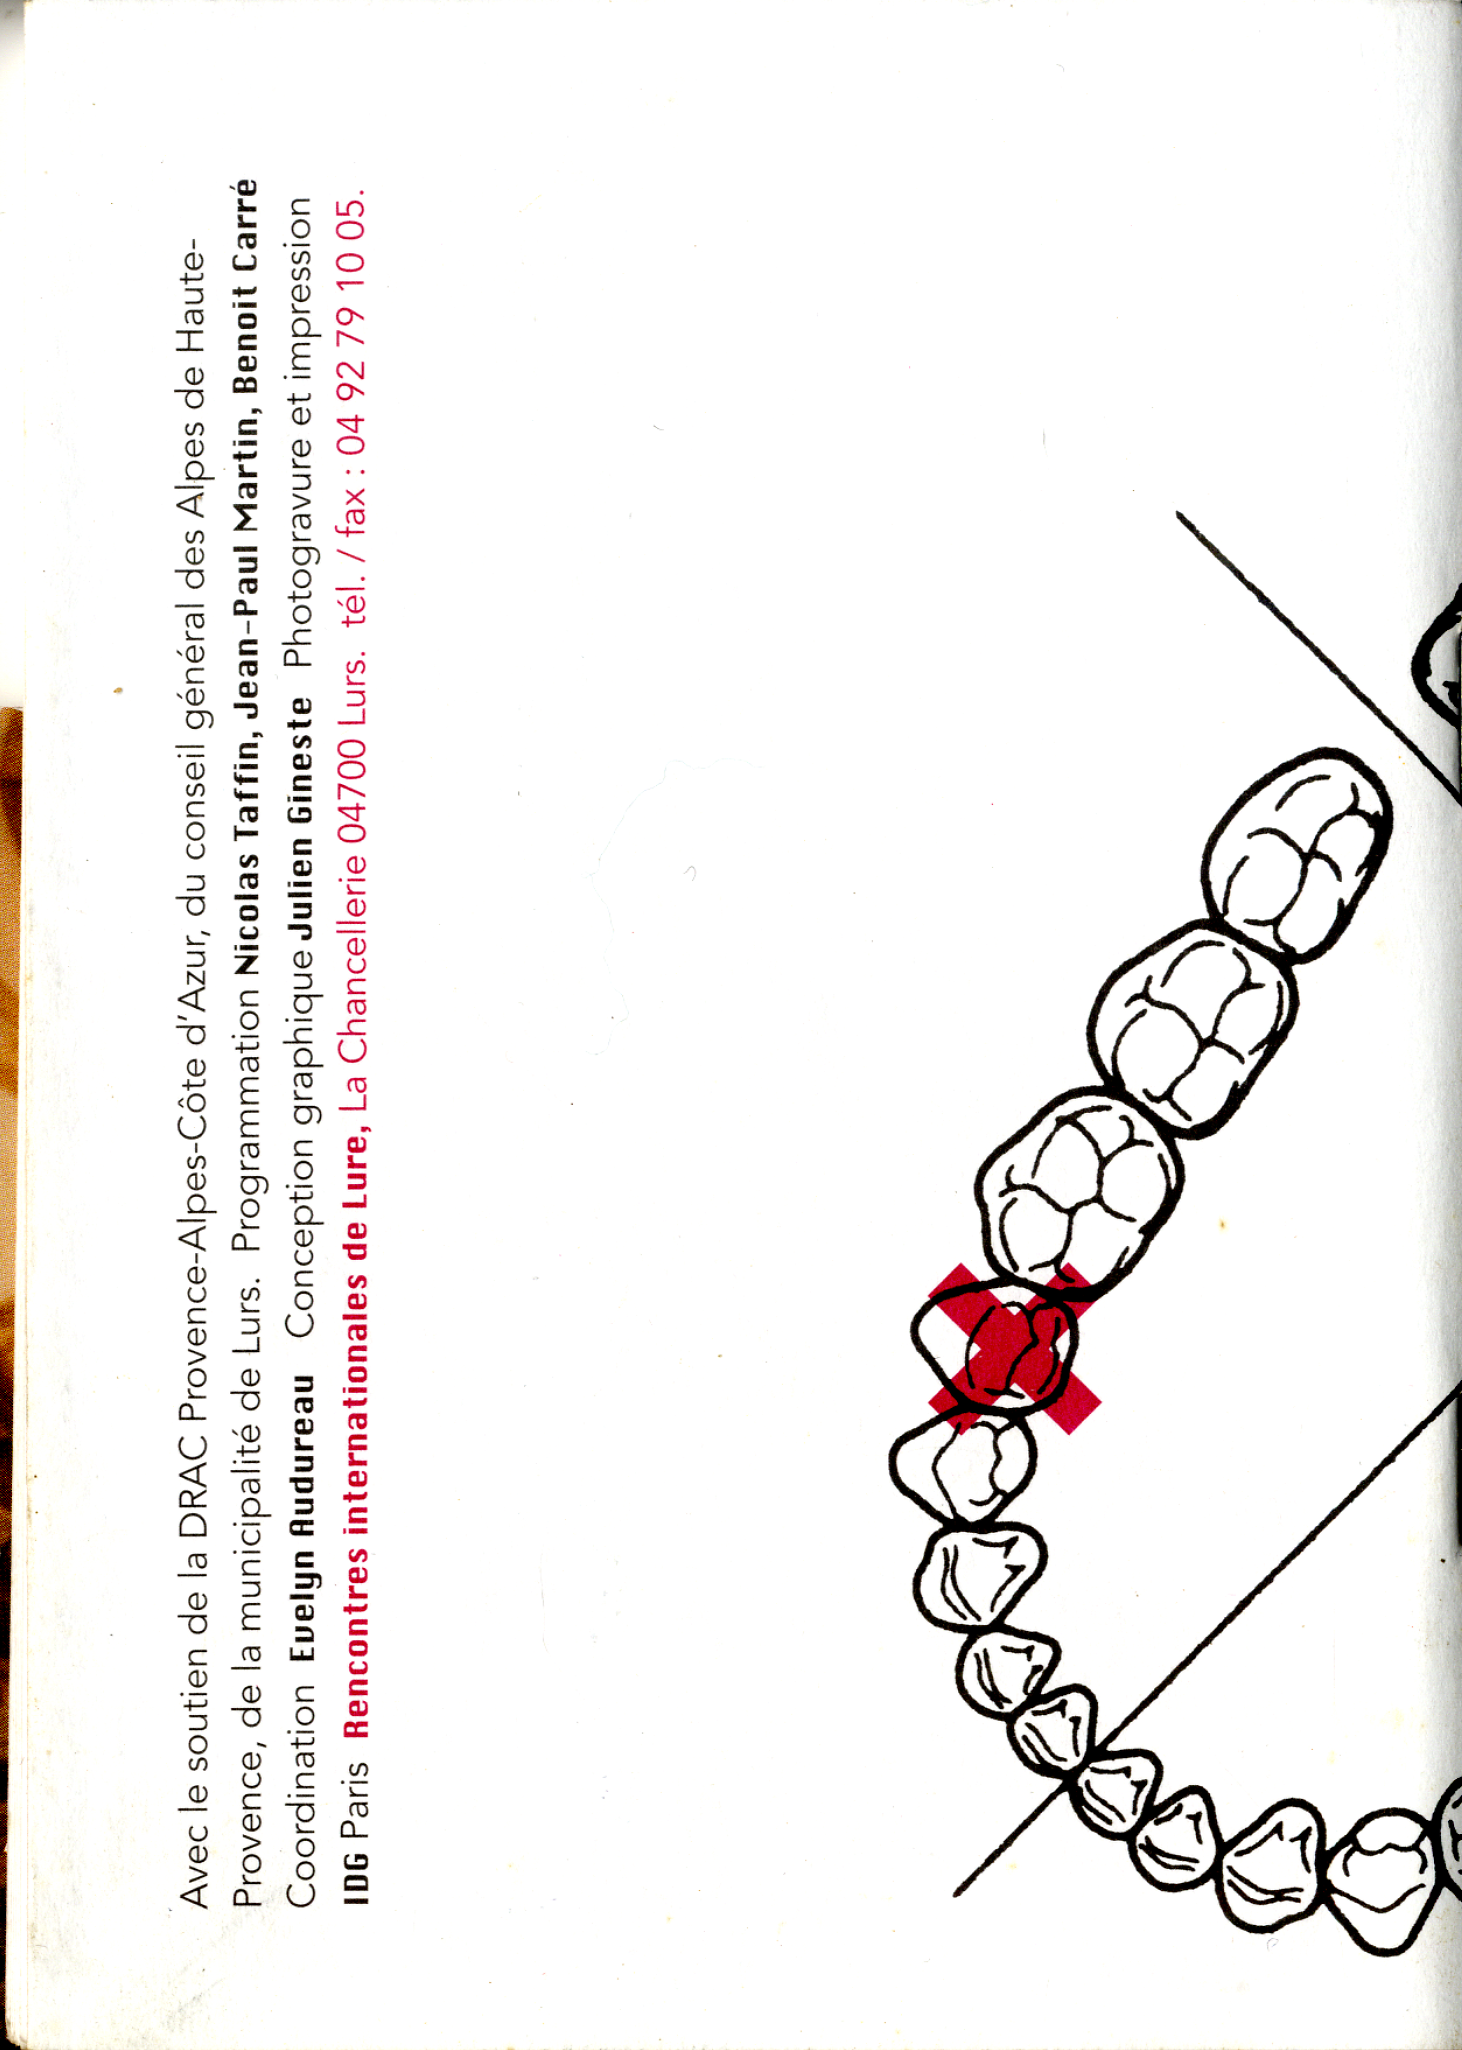 Avec le soutien de la DRAC Provence-Alpes-Côte d'Azur, du conseil général des Alpes de Haute-
Provence, de la municipalité de Lurs. Programmation Nicolas Taffin, Jean-Paul Martin, Benoit Carré
Coordination Evelyn Audureau Conception graphique Julien Gineste Photogravure et impression
IDG Paris Rencontres internationales de Lure, La Chancellerie 04700 Lurs. tél. / fax : 04 92 79 10 05.